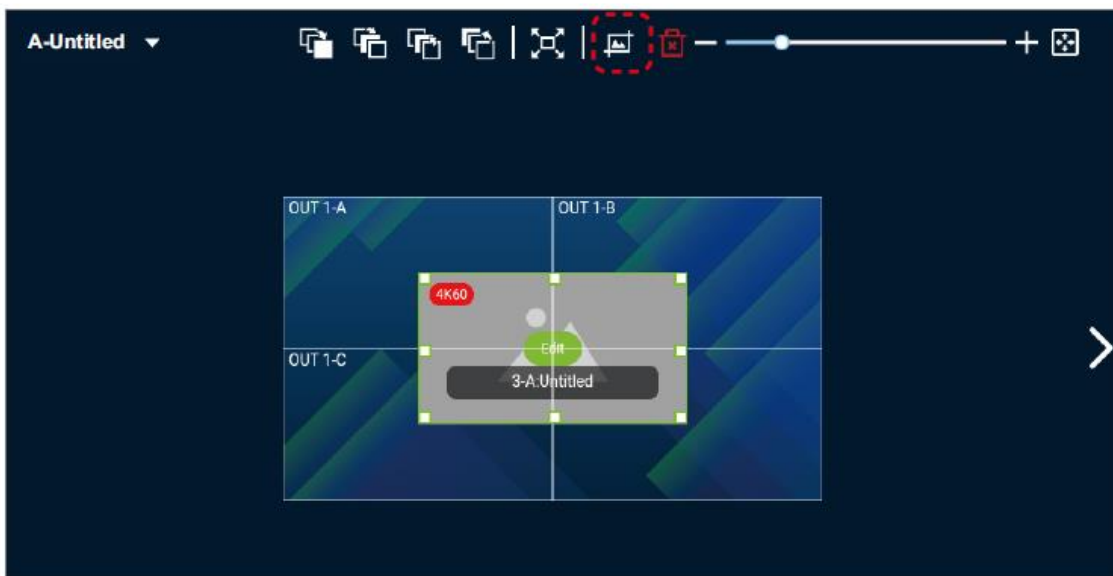 A-Untitled
OUT 1-A
OUT 1-B
4K60
Edit
OUT 1-C
3-A:Untitled